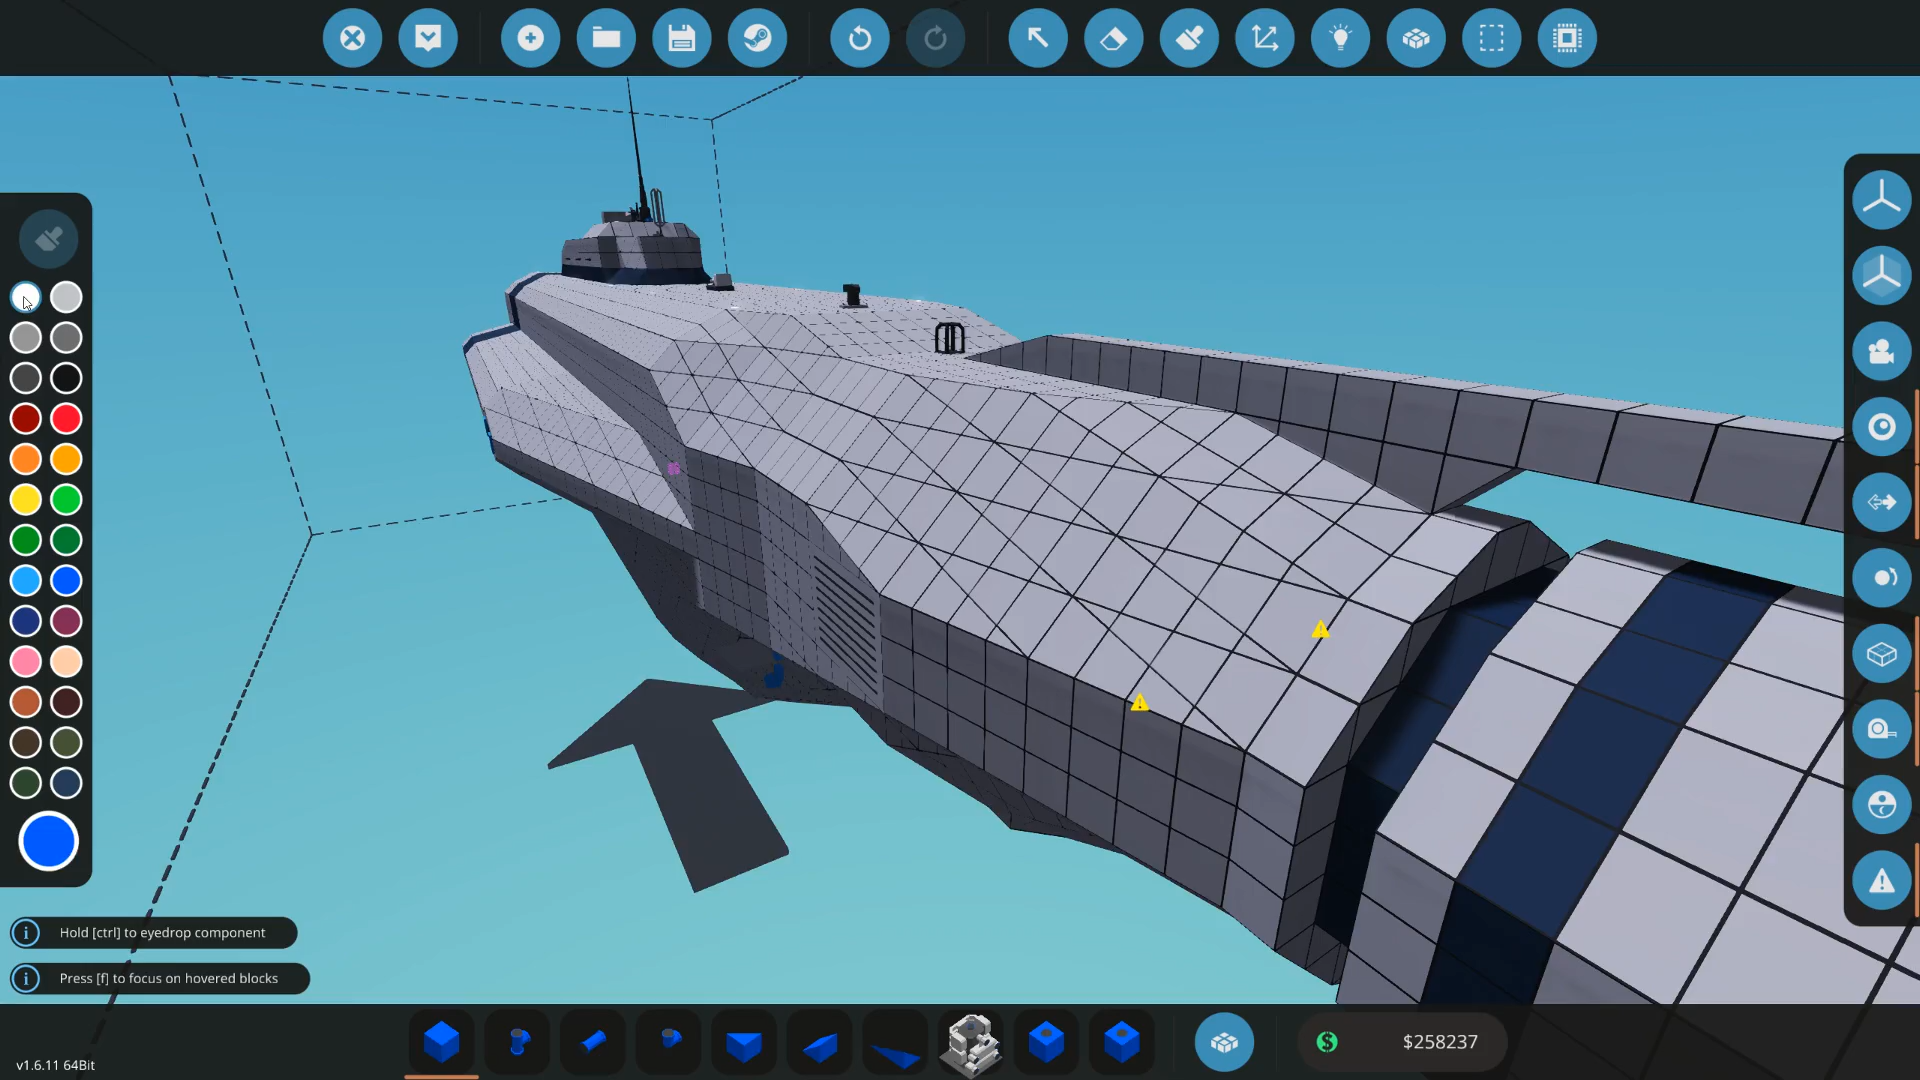 Hold [ctrl] to eyedrop component
Press [f] to focus on hovered blocks
$258237
v1.6.11 64Bit